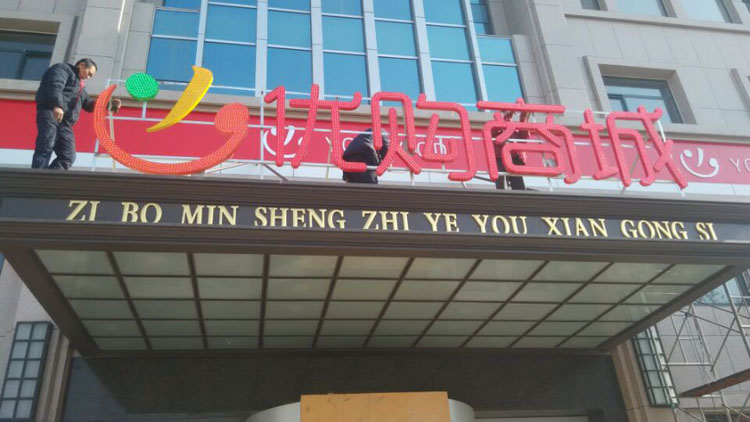 优购商城
ZI BO MIN SHENG ZHI YE YOU XIAN GONG SI